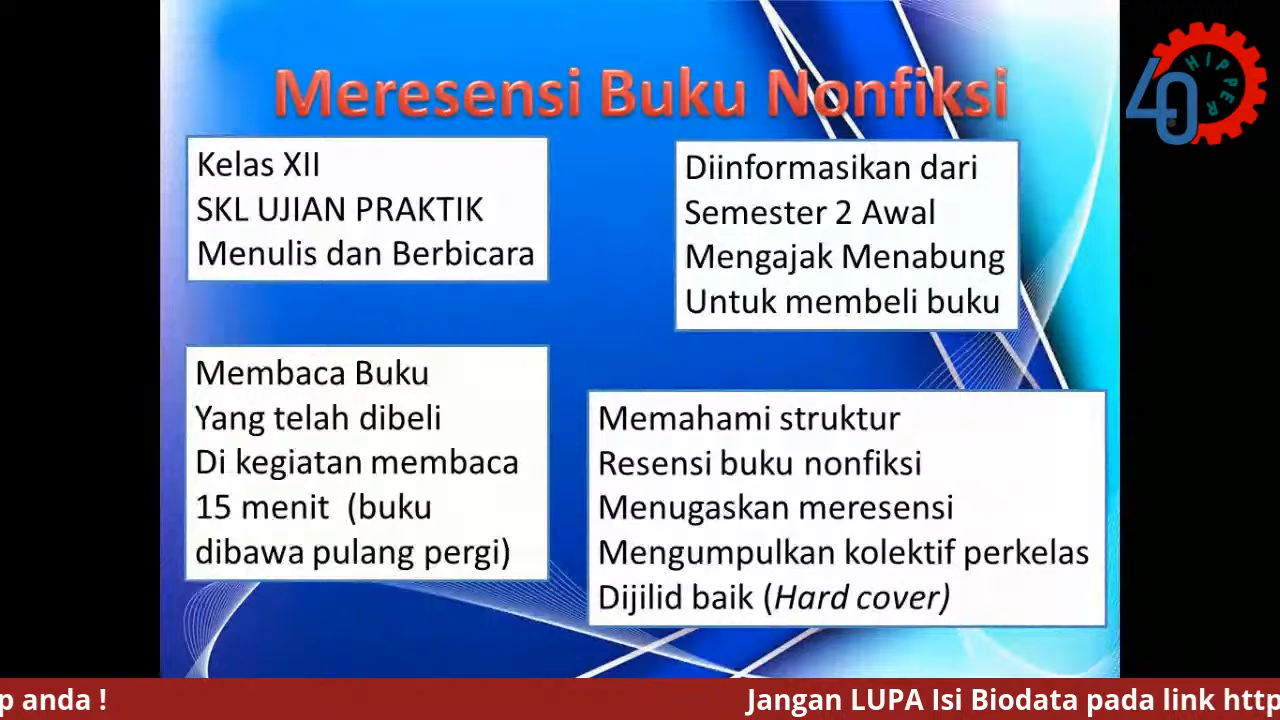 Meresensi Buku Nonfiksi
Kelas XII
SKL UJIAN PRAKTIK
Menulis dan Berbicara
Diinformasikan dari
Semester 2 Awal
Mengajak Menabung
Untuk membeli buku
Membaca Buku
Yang telah dibeli
Di kegiatan membaca
15 menit (buku
dibawa pulang pergi)
Memahami struktur
Resensi buku nonfiksi
Menugaskan meresensi
Mengumpulkan kolektif perkelas
Dijilid baik (Hard cover)
HIPPER
4.0
p anda !
Jangan LUPA Isi Biodata pada link http